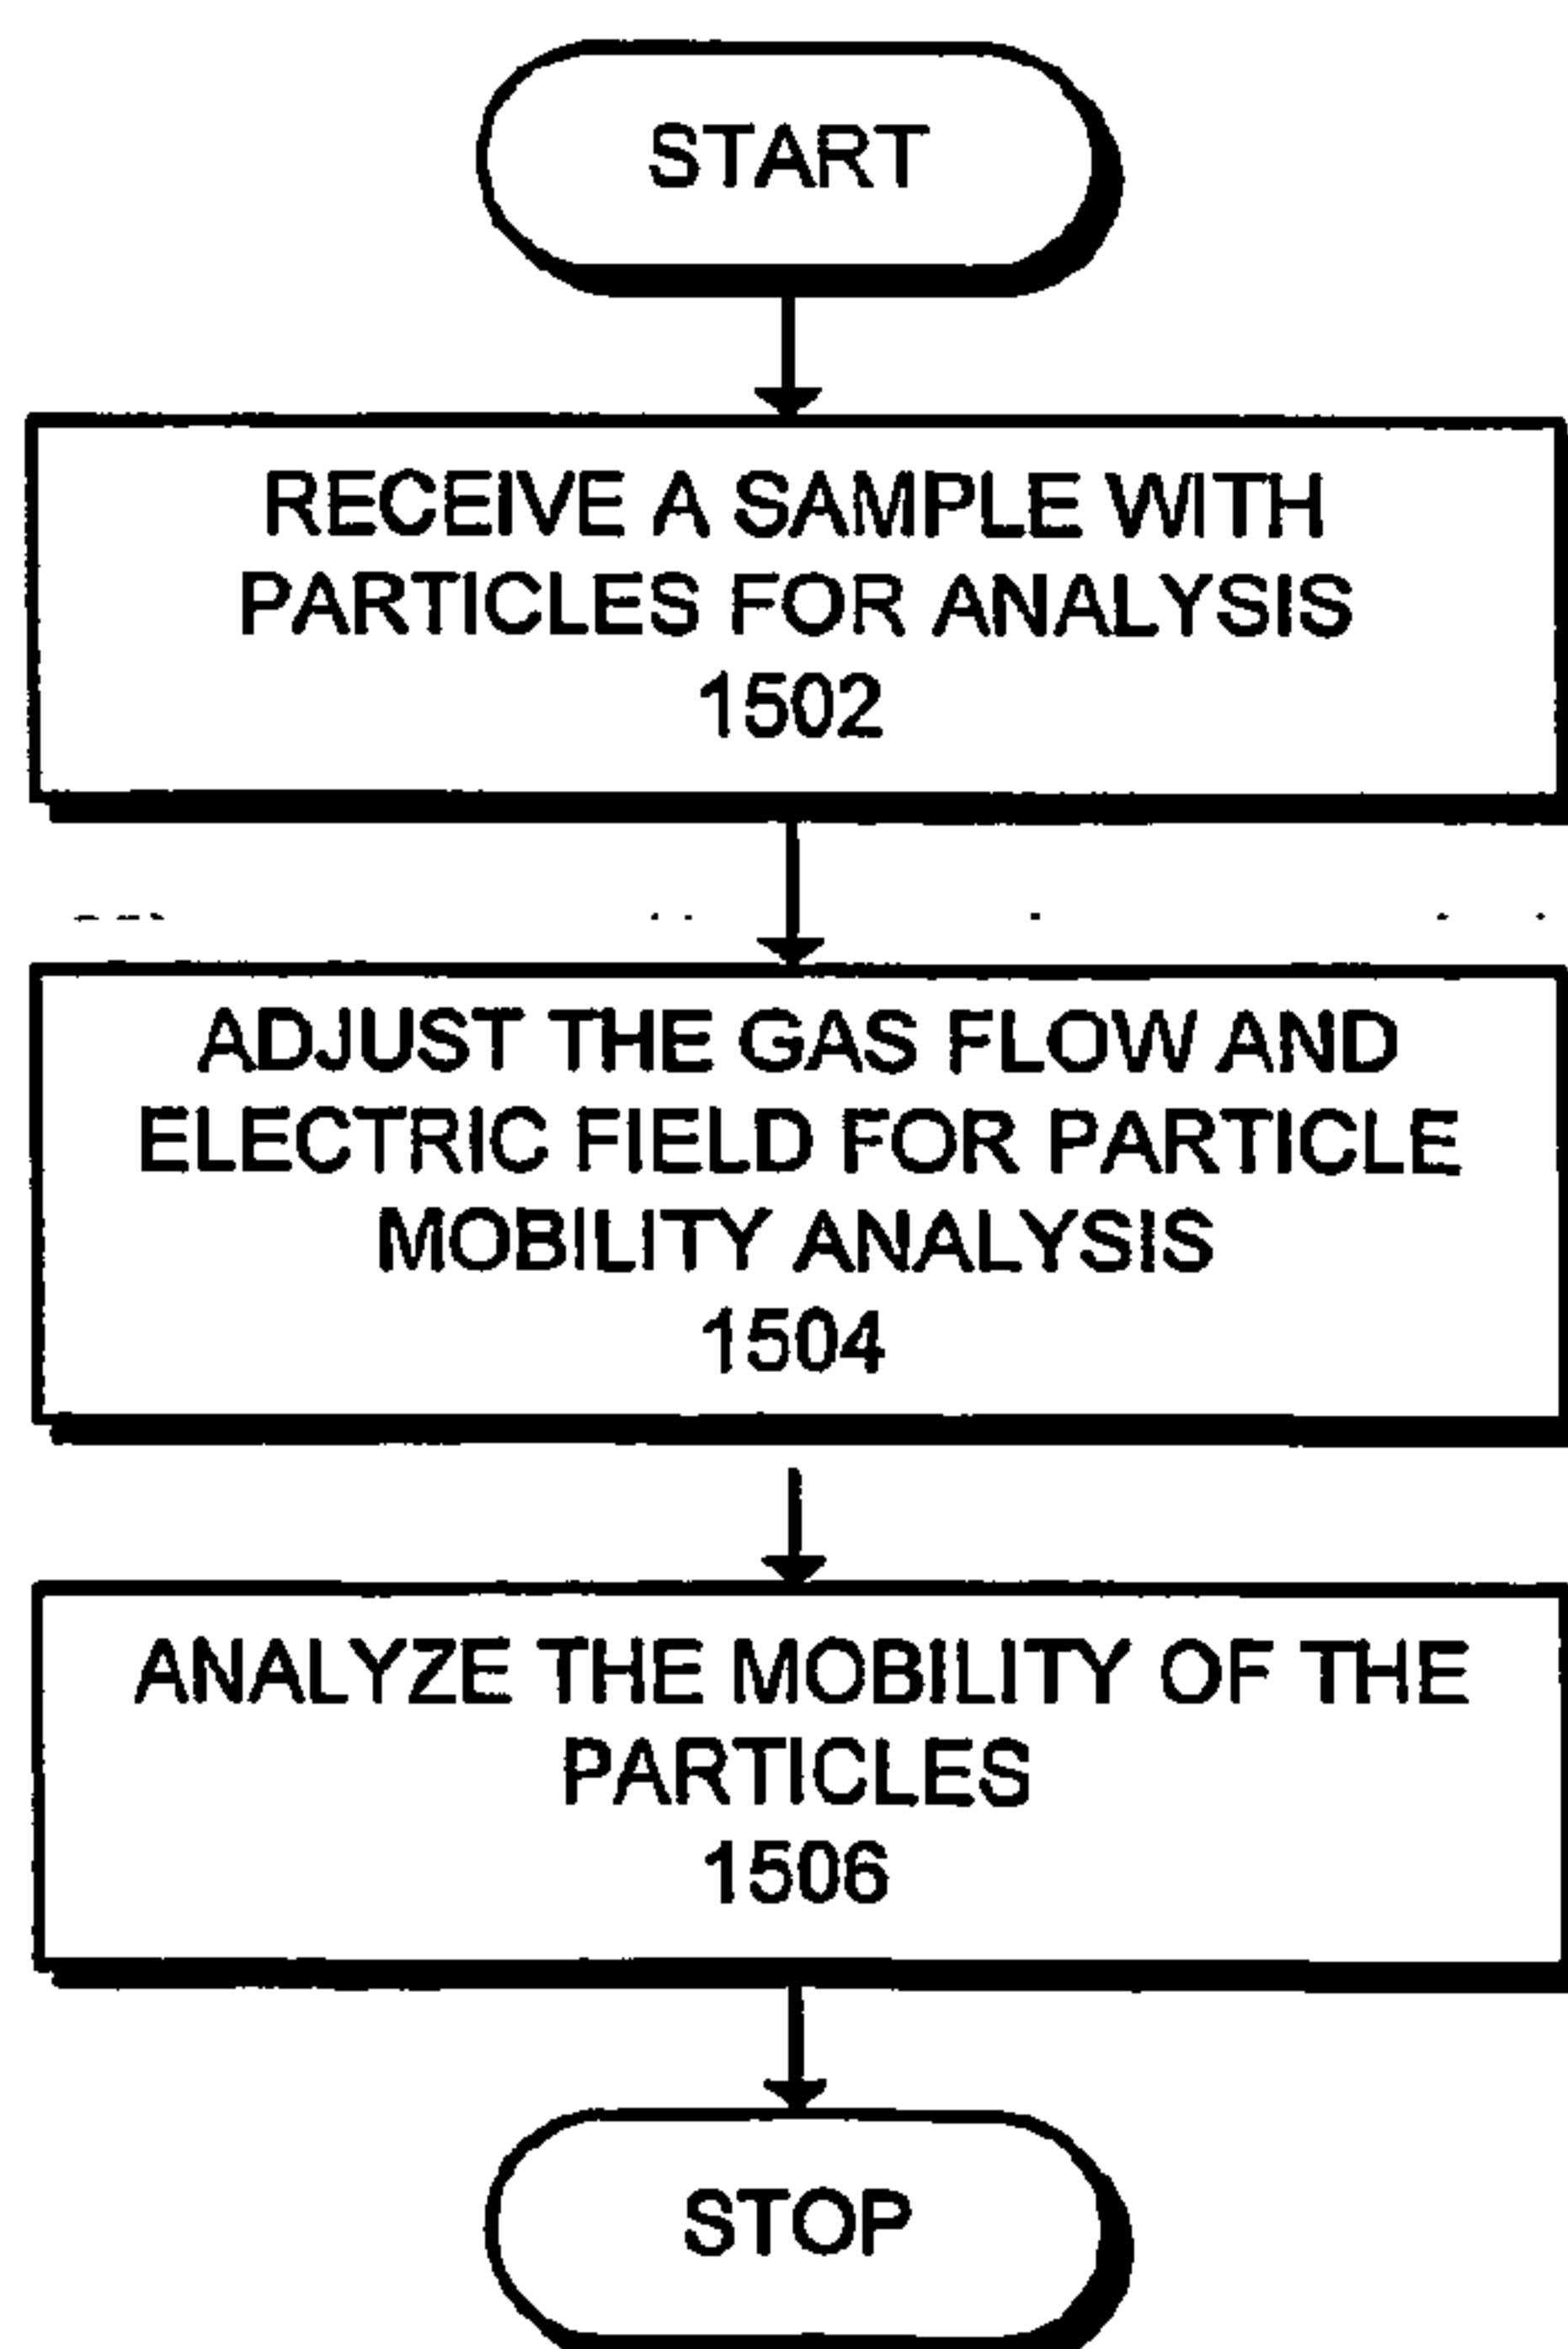 START
RECEIVE A SAMPLE WITH
PARTICLES FOR ANALYSIS
1502
ADJUST THE GAS FLOW AND
ELECTRIC FIELD FOR PARTICLE
MOBILITY ANALYSIS
1504
ANALYZE THE MOBILITY OF THE
PARTICLES
1506
STOP